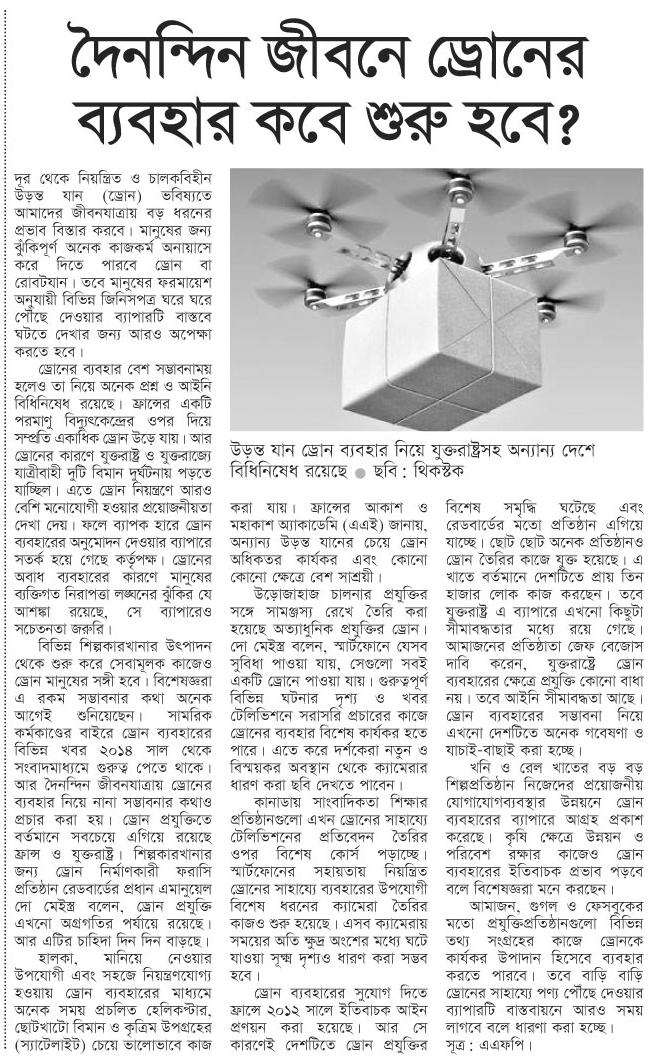 দৈনন্দিন জীবনে ড্রোনের
ব্যবহার কবে শুরু হবে?
দূর থেকে নিয়ন্ত্রিত ও চালকবিহীন
উড়ন্ত যান (ড্রোন) ভবিষ্যতে
আমাদের জীবনযাত্রায় বড় ধরনের
প্রভাব বিস্তার করবে। মানুষের জন্য
ঝুঁকিপূর্ণ অনেক কাজকর্ম অনায়াসে
করে দিতে পারবে ড্রোন বা
রোবটযান। তবে মানুষের ফরমায়েশ
অনুযায়ী বিভিন্ন জিনিসপত্র ঘরে ঘরে
পৌঁছে দেওয়ার ব্যাপারটি বাস্তবে
ঘটতে দেখার জন্য আরও অপেক্ষা
করতে হবে।
ড্রোনের ব্যবহার বেশ সম্ভাবনাময়
হলেও তা নিয়ে অনেক প্রশ্ন ও আইনি
বিধিনিষেধ রয়েছে। ফ্রান্সের একটি
পরমাণু বিদ্যুৎকেন্দ্রের ওপর দিয়ে
সম্প্রতি একাধিক ড্রোন উড়ে যায়। আর
ড্রোনের কারণে যুক্তরাষ্ট্র ও যুক্তরাজ্যে
যাত্রীবাহী দুটি বিমান দুর্ঘটনায় পড়তে
যাচ্ছিল। এতে ড্রোন নিয়ন্ত্রণে আরও
বেশি মনোযোগী হওয়ার প্রয়োজনীয়তা
দেখা দেয়। ফলে ব্যাপক হারে ড্রোন
ব্যবহারের অনুমোদন দেওয়ার ব্যাপারে
সতর্ক হয়ে গেছে কর্তৃপক্ষ। ড্রোনের
অবাধ ব্যবহারের কারণে মানুষের
ব্যক্তিগত নিরাপত্তা লঙ্ঘনের ঝুঁকির যে
আশঙ্কা রয়েছে, সে ব্যাপারেও
সচেতনতা জরুরি।
বিভিন্ন শিল্পকারখানার উৎপাদন
থেকে শুরু করে সেবামূলক কাজেও
ড্রোন মানুষের সঙ্গী হবে। বিশেষজ্ঞরা
এ রকম সম্ভাবনার কথা অনেক
আগেই শুনিয়েছেন। সামরিক
কর্মকাণ্ডের বাইরে ড্রোন ব্যবহারের
বিভিন্ন খবর ২০১৪ সাল থেকে
সংবাদমাধ্যমে গুরুত্ব পেতে থাকে।
আর দৈনন্দিন জীবনযাত্রায় ড্রোনের
ব্যবহার নিয়ে নানা সম্ভাবনার কথাও
প্রচার করা হয়। ড্রোন প্রযুক্তিতে
বর্তমানে সবচেয়ে এগিয়ে রয়েছে
ফ্রান্স ও যুক্তরাষ্ট্র। শিল্পকারখানার
জন্য ড্রোন নির্মাণকারী ফরাসি
প্রতিষ্ঠান রেডবার্ডের প্রধান এমানুয়েল
দো মেইস্ত্র বলেন, ড্রোন প্রযুক্তি
এখনো অগ্রগতির পর্যায়ে রয়েছে।
আর এটির চাহিদা দিন দিন বাড়ছে।
হালকা, মানিয়ে নেওয়ার
উপযোগী এবং সহজে নিয়ন্ত্রণযোগ্য
হওয়ায় ড্রোন ব্যবহারের মাধ্যমে
অনেক সময় প্রচলিত হেলিকপ্টার,
ছোটখাটো বিমান ও কৃত্রিম উপগ্রহের
(স্যাটেলাইট) চেয়ে ভালোভাবে কাজ
উড়ন্ত যান ড্রোন ব্যবহার নিয়ে যুক্তরাষ্ট্রসহ অন্যান্য দেশে
বিধিনিষেধ রয়েছে ● ছবি : থিংকস্টক
করা যায়। ফ্রান্সের আকাশ ও
মহাকাশ অ্যাকাডেমি (এএই) জানায়,
অন্যান্য উড়ন্ত যানের চেয়ে ড্রোন
অধিকতর কার্যকর এবং কোনো
কোনো ক্ষেত্রে বেশ সাশ্রয়ী।
উড়োজাহাজ চালনার প্রযুক্তির
সঙ্গে সামঞ্জস্য রেখে তৈরি করা
হয়েছে অত্যাধুনিক প্রযুক্তির ড্রোন।
দো মেইস্ত্র বলেন, স্মার্টফোনে যেসব
সুবিধা পাওয়া যায়, সেগুলো সবই
একটি ড্রোনে পাওয়া যায়। গুরুত্বপূর্ণ
বিভিন্ন ঘটনার দৃশ্য ও খবর
টেলিভিশনে সরাসরি প্রচারের কাজে
ড্রোনের ব্যবহার বিশেষ কার্যকর হতে
পারে। এতে করে দর্শকেরা নতুন ও
বিস্ময়কর অবস্থান থেকে ক্যামেরার
ধারণ করা ছবি দেখতে পাবেন।
কানাডায় সাংবাদিকতা শিক্ষার
প্রতিষ্ঠানগুলো এখন ড্রোনের সাহায্যে
টেলিভিশনের প্রতিবেদন তৈরির
ওপর বিশেষ কোর্স পড়াচ্ছে।
স্মার্টফোনের সহায়তায় নিয়ন্ত্রিত
ড্রোনের সাহায্যে ব্যবহারের উপযোগী
বিশেষ ধরনের ক্যামেরা তৈরির
কাজও শুরু হয়েছে। এসব ক্যামেরায়
সময়ের অতি ক্ষুদ্র অংশের মধ্যে ঘটে
যাওয়া সূক্ষ্ম দৃশ্যও ধারণ করা সম্ভব
হবে।
ড্রোন ব্যবহারের সুযোগ দিতে
ফ্রান্সে ২০১২ সালে ইতিবাচক আইন
প্রণয়ন করা হয়েছে। আর সে
কারণেই দেশটিতে ড্রোন প্রযুক্তির
বিশেষ সমৃদ্ধি ঘটেছে এবং
রেডবার্ডের মতো প্রতিষ্ঠান এগিয়ে
যাচ্ছে। ছোট ছোট অনেক প্রতিষ্ঠানও
ড্রোন তৈরির কাজে যুক্ত হয়েছে। এ
খাতে বর্তমানে দেশটিতে প্রায় তিন
হাজার লোক কাজ করছেন। তবে
যুক্তরাষ্ট্র এ ব্যাপারে এখনো কিছুটা
সীমাবদ্ধতার মধ্যে রয়ে গেছে।
আমাজনের প্রতিষ্ঠাতা জেফ বেজোস
দাবি করেন, যুক্তরাষ্ট্রে ড্রোন
ব্যবহারের ক্ষেত্রে প্রযুক্তি কোনো বাধা
নয়। তবে আইনি সীমাবদ্ধতা আছে।
ড্রোন ব্যবহারের সম্ভাবনা নিয়ে
এখনো দেশটিতে অনেক গবেষণা ও
যাচাই-বাছাই করা হচ্ছে।
খনি ও রেল খাতের বড় বড়
শিল্পপ্রতিষ্ঠান নিজেদের প্রয়োজনীয়
যোগাযোগব্যবস্থার উন্নয়নে ড্রোন
ব্যবহারের ব্যাপারে আগ্রহ প্রকাশ
করেছে। কৃষি ক্ষেত্রে উন্নয়ন ও
পরিবেশ রক্ষার কাজেও ড্রোন
ব্যবহারের ইতিবাচক প্রভাব পড়বে
বলে বিশেষজ্ঞরা মনে করছেন।
আমাজন, গুগল ও ফেসবুকের
মতো প্রযুক্তিপ্রতিষ্ঠানগুলো বিভিন্ন
তথ্য সংগ্রহের কাজে ড্রোনকে
কার্যকর উপাদান হিসেবে ব্যবহার
করতে পারবে। তবে বাড়ি বাড়ি
ড্রোনের সাহায্যে পণ্য পৌঁছে দেওয়ার
ব্যাপারটি বাস্তবায়নে আরও সময়
লাগবে বলে ধারণা করা হচ্ছে।
সূত্র : এএফপি।